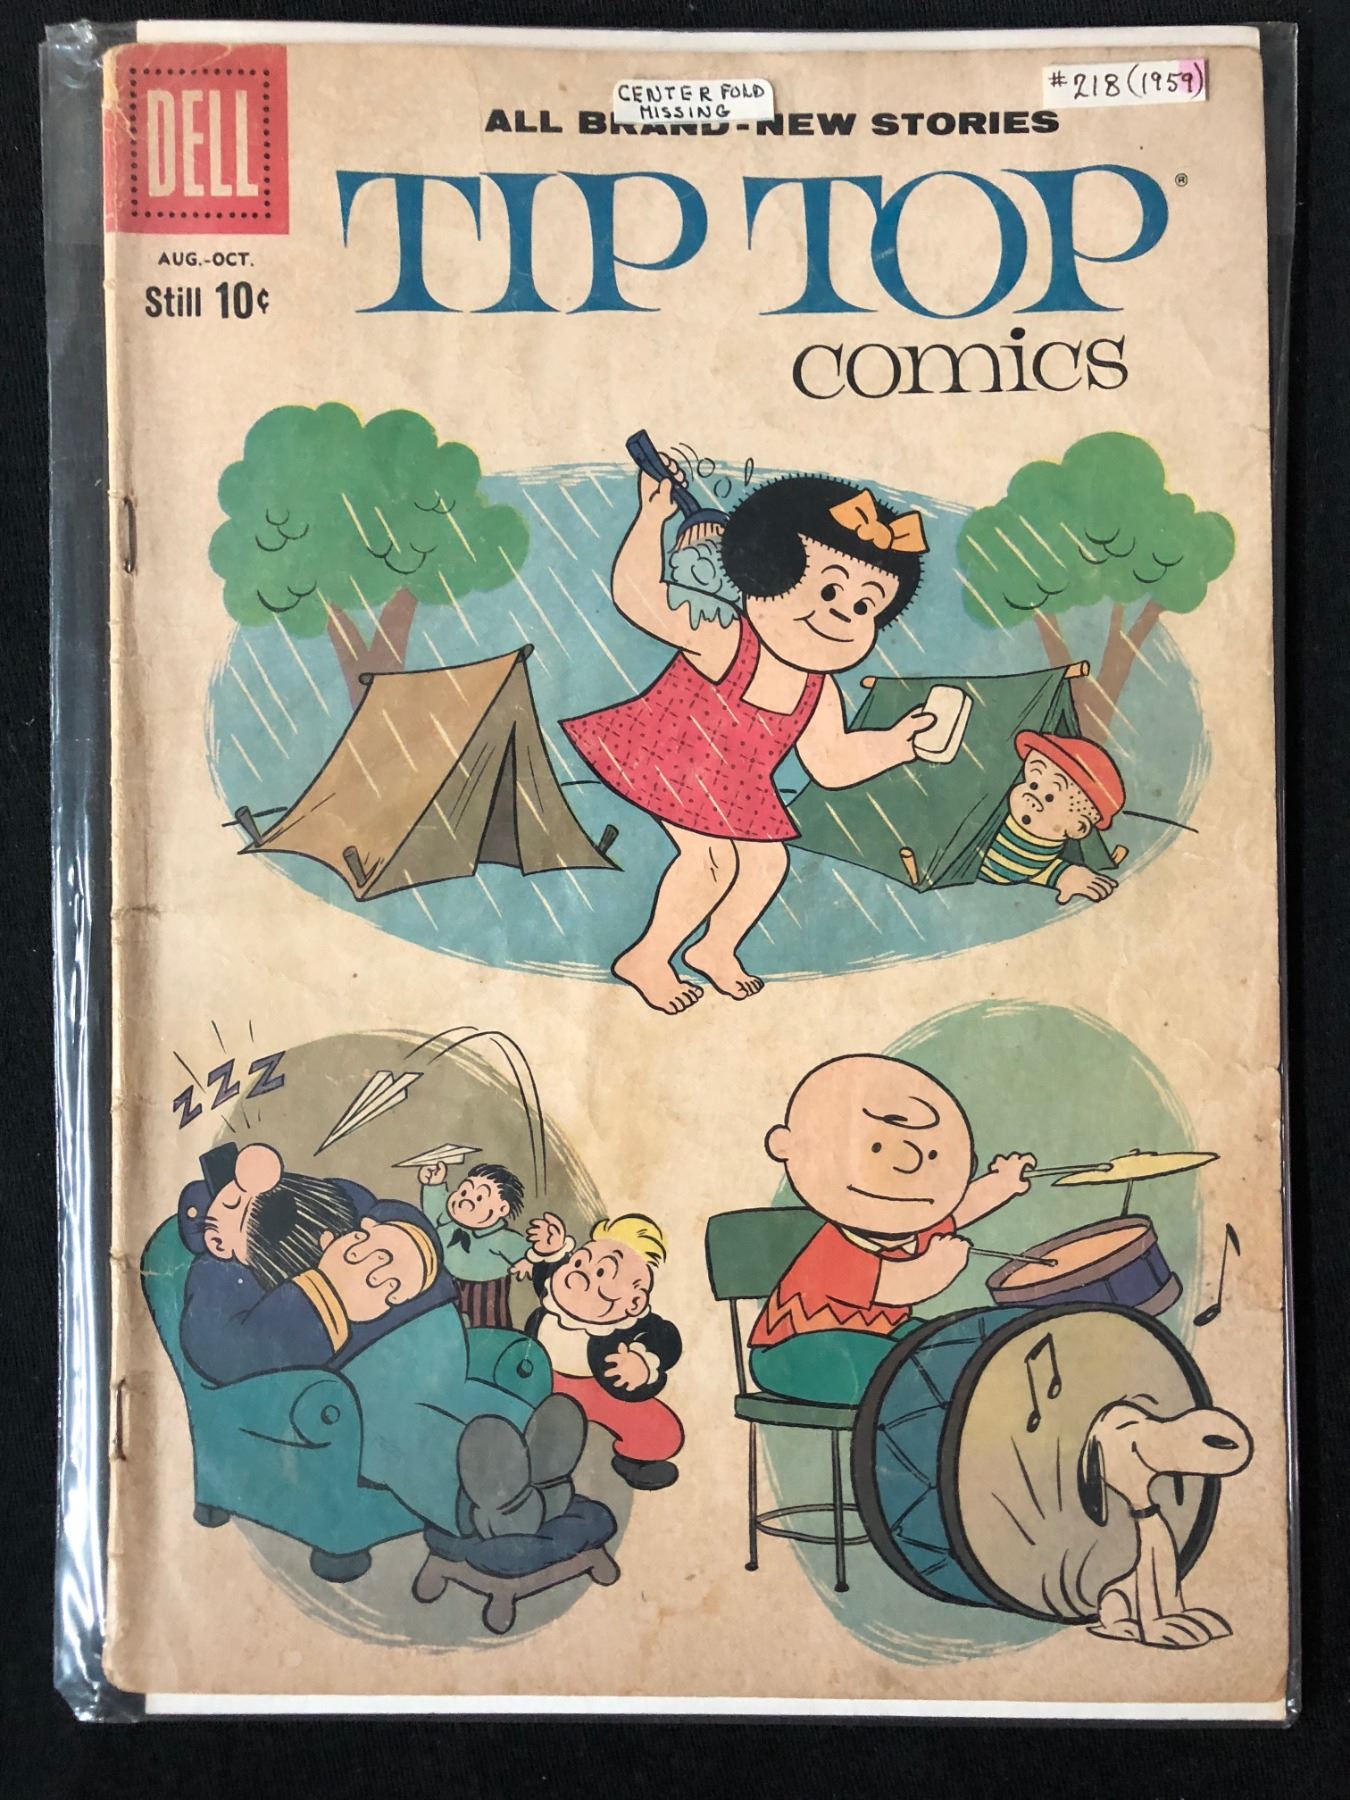 DELL
CENTER FOLD
MISSING
#218 (1959)
ALL BRAND-NEW STORIES
TIP TOP®
comics
AUG.-OCT.
Still 10¢
ZZZ